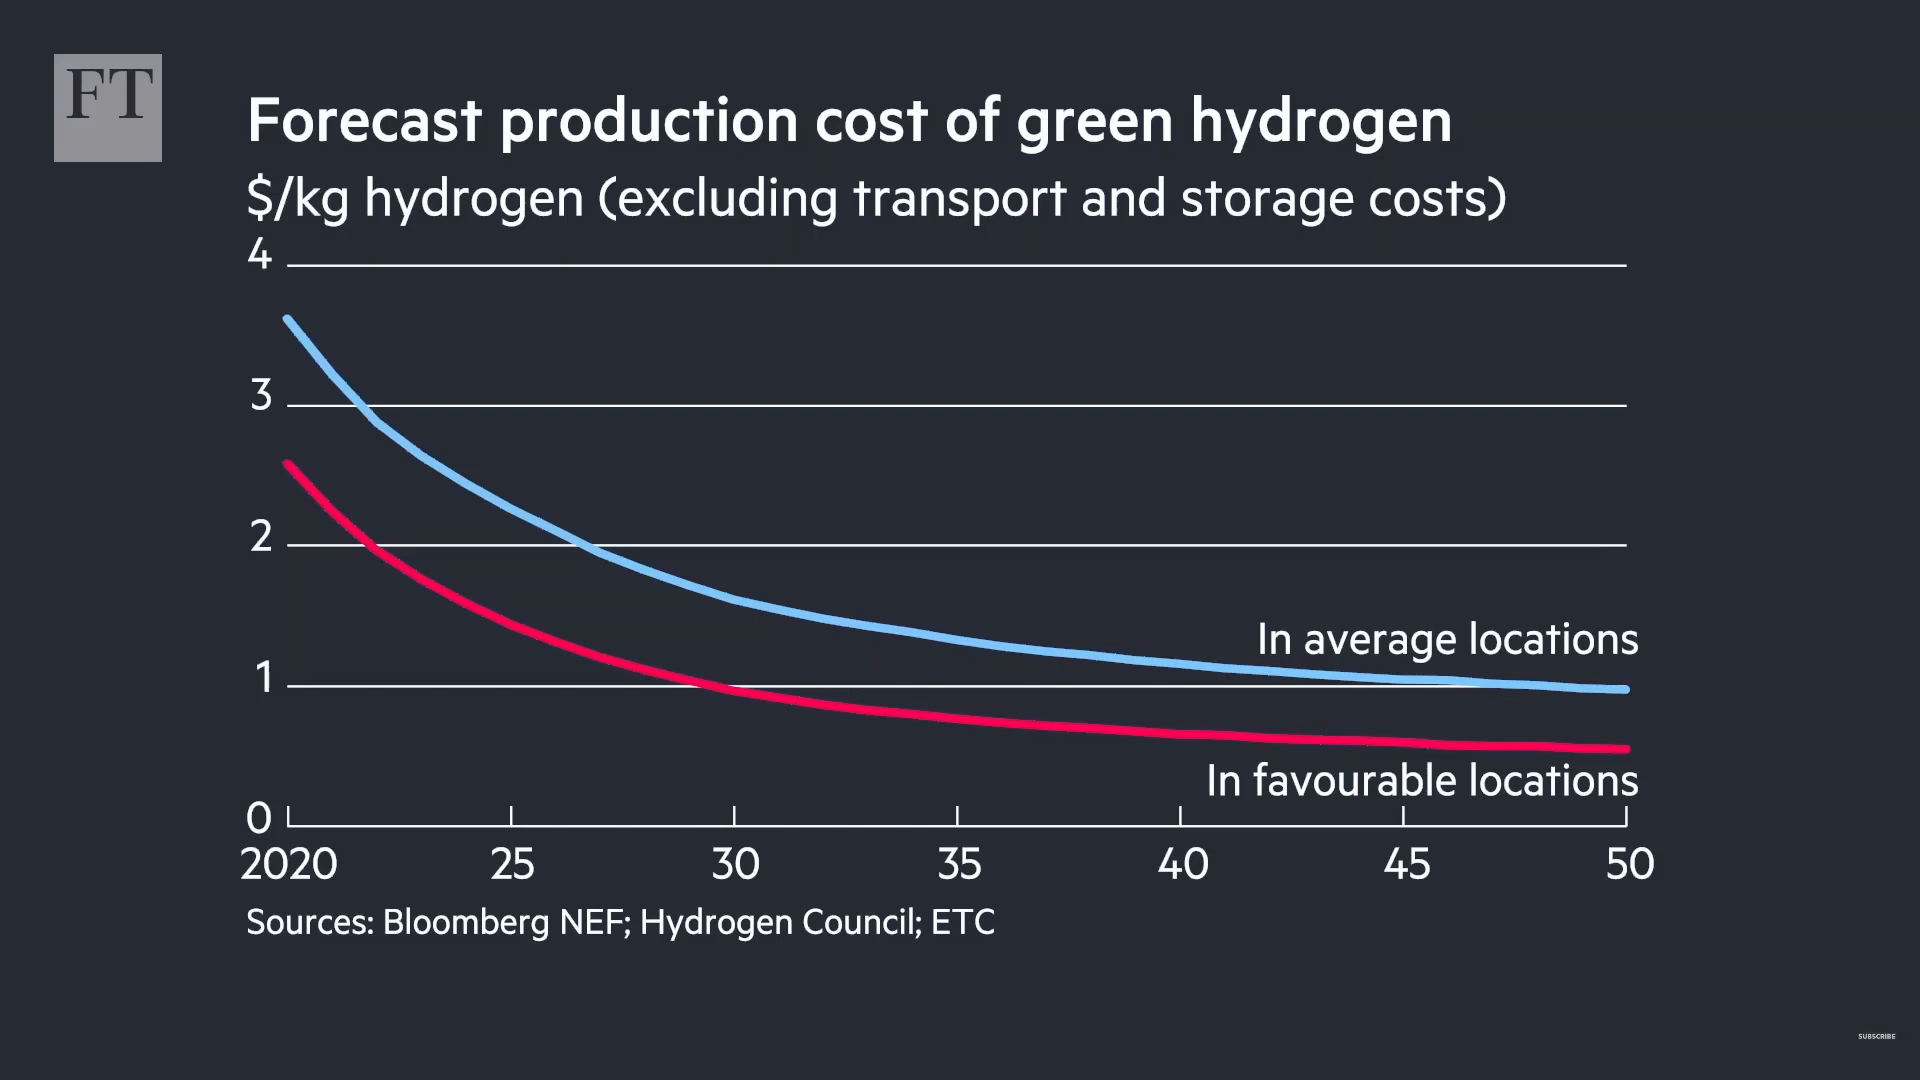 FT
Forecast production cost of green hydrogen
$/kg hydrogen (excluding transport and storage costs)
4
3
2
1
0
In average locations
In favourable locations
2020 25 30 35 40 45 50
Sources: Bloomberg NEF; Hydrogen Council; ETC
SUBSCRIBE